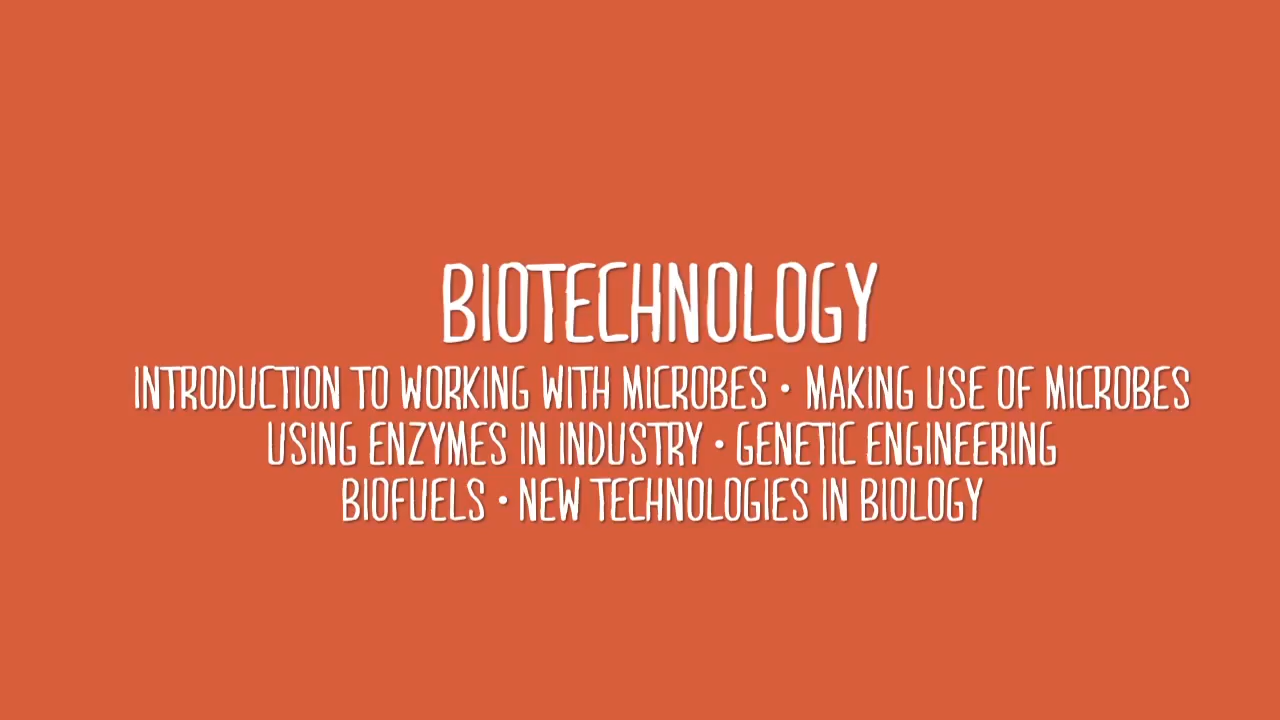 BIOTECHNOLOGY
INTRODUCTION TO WORKING WITH MICROBES • MAKING USE OF MICROBES
USING ENZYMES IN INDUSTRY • GENETIC ENGINEERING
BIOFUELS • NEW TECHNOLOGIES IN BIOLOGY